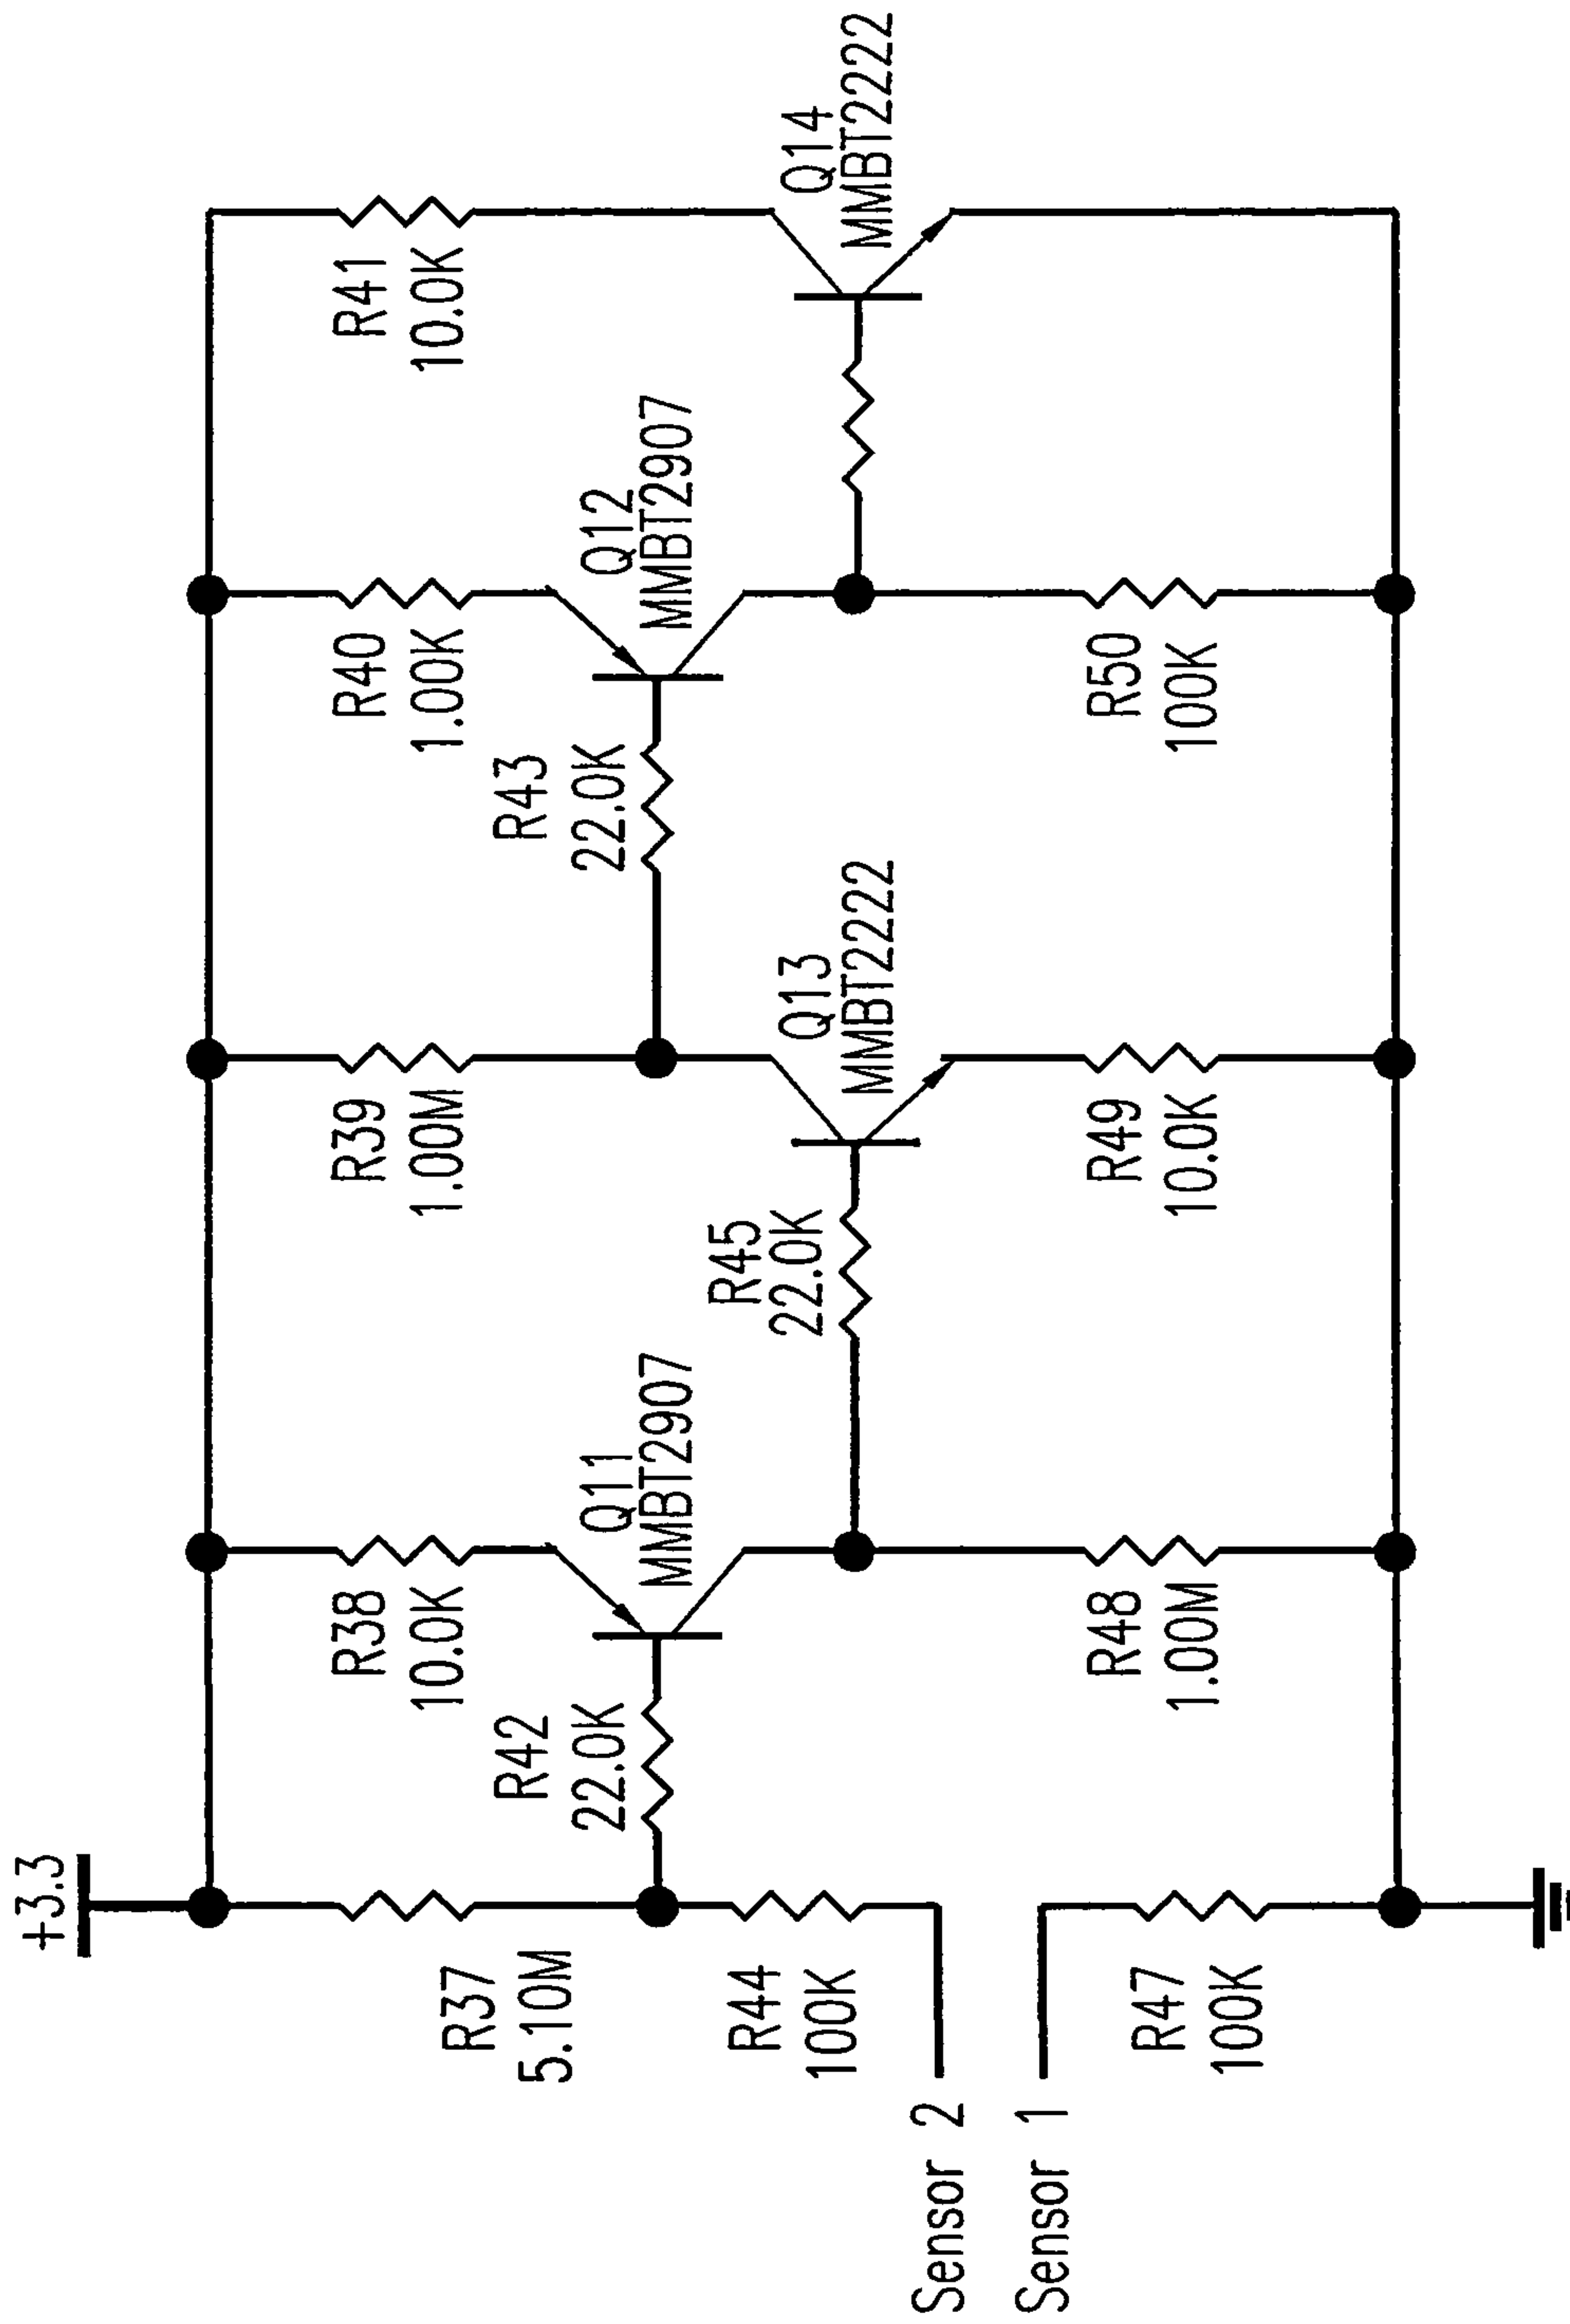 +3.3
R37
5.10M
R44
100K
Sensor 2
Sensor 1
R47
100K
R38
10.0K
R42
22.0K
Q11
MMBT2907
R48
1.00M
R39
1.00M
R45
22.0K
Q13
MMBT2222
R49
10.0K
R40
1.00K
R43
22.0K
Q12
MMBT2907
R50
100K
R41
10.0K
Q14
MMBT2222